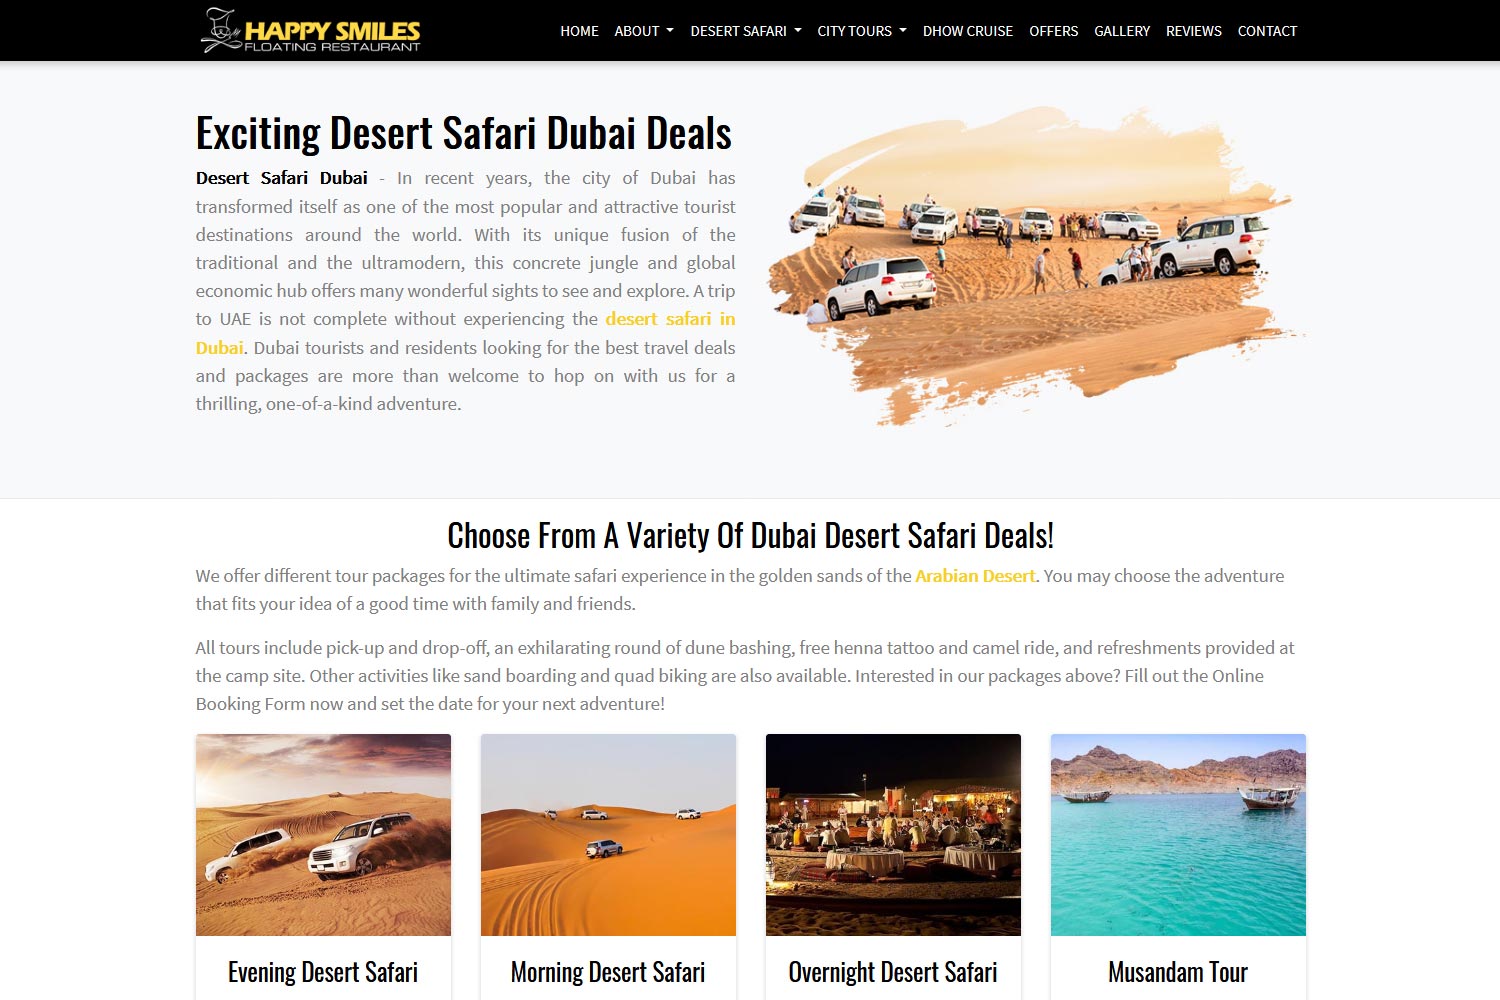 HAPPY SMILES
FLOATING RESTAURANT
HOME ABOUT DESERT SAFARI CITY TOURS DHOW CRUISE OFFERS GALLERY REVIEWS CONTACT
Exciting Desert Safari Dubai Deals
Desert Safari Dubai - In recent years, the city of Dubai has
transformed itself as one of the most popular and attractive tourist
destinations around the world. With its unique fusion of the
traditional and the ultramodern, this concrete jungle and global
economic hub offers many wonderful sights to see and explore. A trip
to UAE is not complete without experiencing the desert safari in
Dubai. Dubai tourists and residents looking for the best travel deals
and packages are more than welcome to hop on with us for a
thrilling, one-of-a-kind adventure.
Choose From A Variety Of Dubai Desert Safari Deals!
We offer different tour packages for the ultimate safari experience in the golden sands of the Arabian Desert. You may choose the adventure
that fits your idea of a good time with family and friends.
All tours include pick-up and drop-off, an exhilarating round of dune bashing, free henna tattoo and camel ride, and refreshments provided at
the camp site. Other activities like sand boarding and quad biking are also available. Interested in our packages above? Fill out the Online
Booking Form now and set the date for your next adventure!
Evening Desert Safari
Morning Desert Safari
Overnight Desert Safari
Musandam Tour